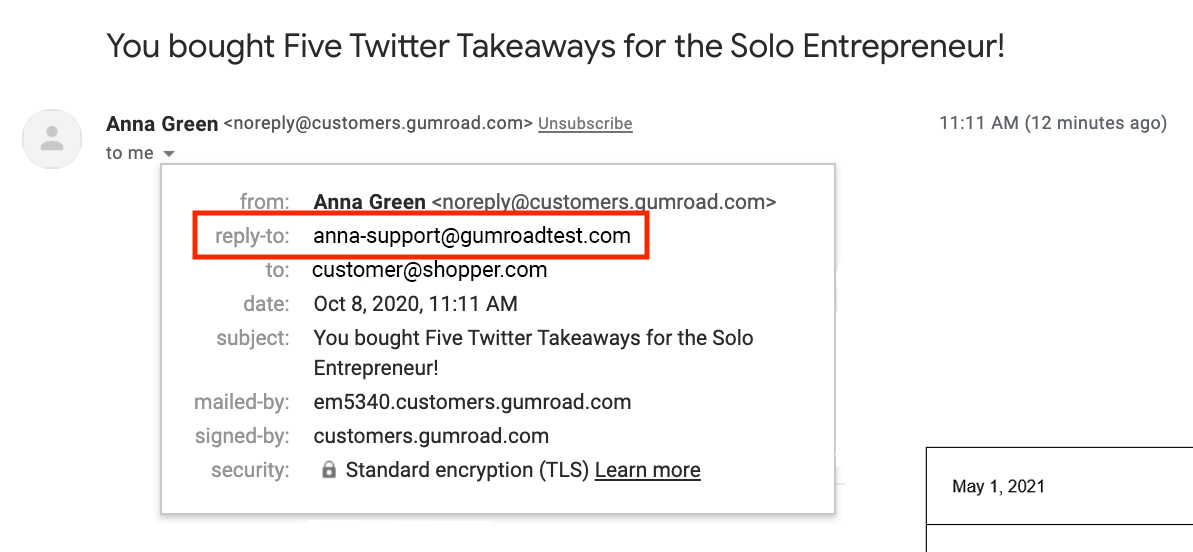 You bought Five Twitter Takeaways for the Solo Entrepreneur!
Anna Green <noreply@customers.gumroad.com> Unsubscribe 11:11 AM (12 minutes ago)
to me
from: Anna Green <noreply@customers.gumroad.com>
reply-to: anna-support@gumroadtest.com
to: customer@shopper.com
date: Oct 8, 2020, 11:11 AM
subject: You bought Five Twitter Takeaways for the Solo
Entrepreneur!
mailed-by: em5340.customers.gumroad.com
signed-by: customers.gumroad.com
security: Standard encryption (TLS) Learn more
May 1, 2021